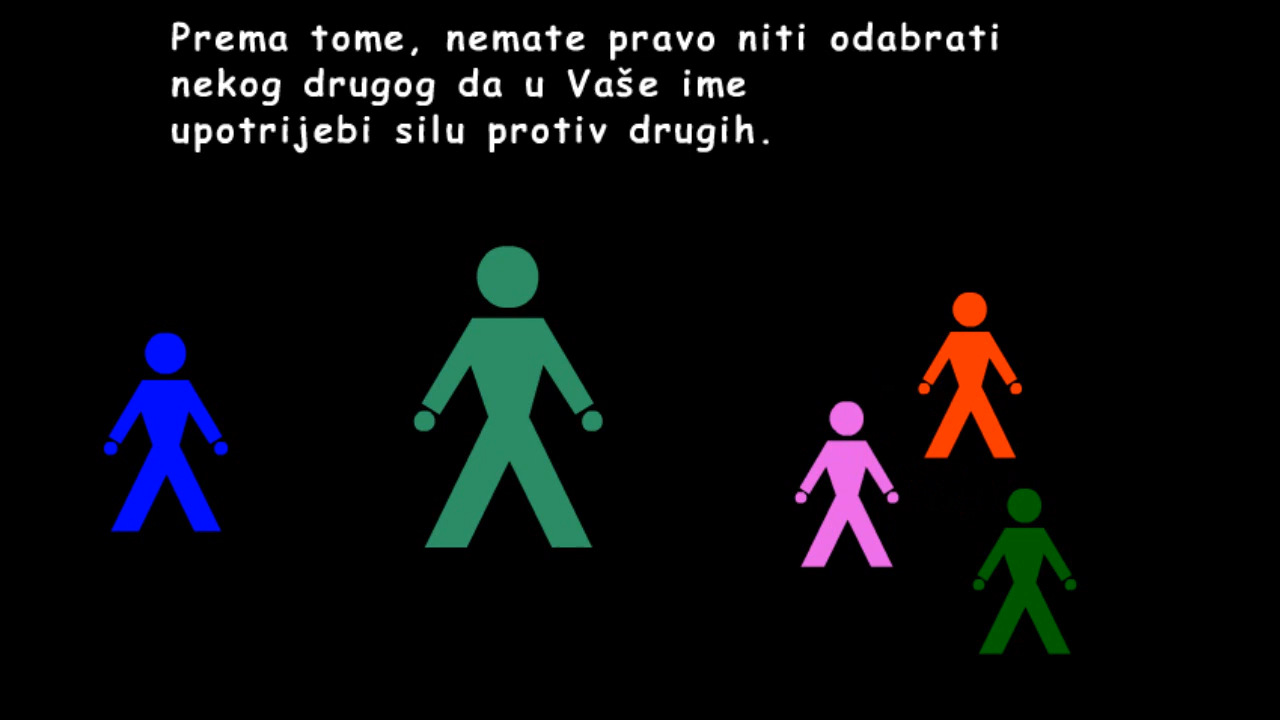 Prema tome, nemate pravo niti odabrati
nekog drugog da u Vaše ime
upotrijebi silu protiv drugih.